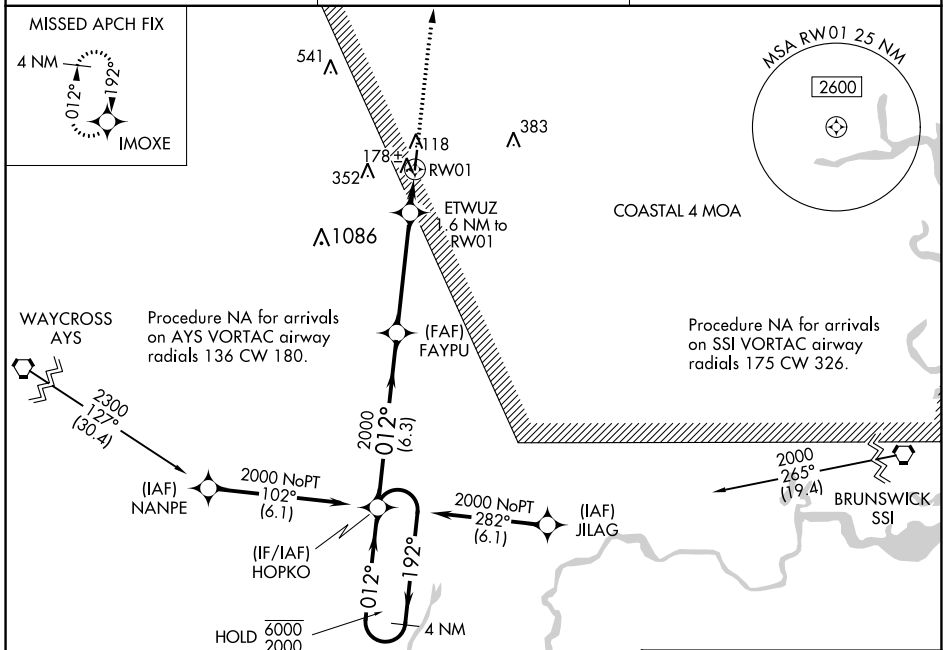 MISSED APCH FIX
4 NM
012°
192°
IMOXE
541
118
178±
352
RW01
383
ETWUZ
1.6 NM to
RW01
1086
MSA RW01 25 NM
2600
COASTAL 4 MOA
WAYCROSS
AYS
Procedure NA for arrivals
on AYS VORTAC airway
radials 136 CW 180.
(FAF)
FAYPU
Procedure NA for arrivals
on SSI VORTAC airway
radials 175 CW 326.
2300
127°
(30.4)
2000
012°
(6.3)
(IAF)
NANPE
2000 NoPT
102°
(6.1)
2000 NoPT
282°
(6.1)
(IAF)
JILAG
2000
265°
(19.4)
BRUNSWICK
SSI
(IF/IAF)
HOPKO
012°
192°
HOLD 6000
2000
4 NM